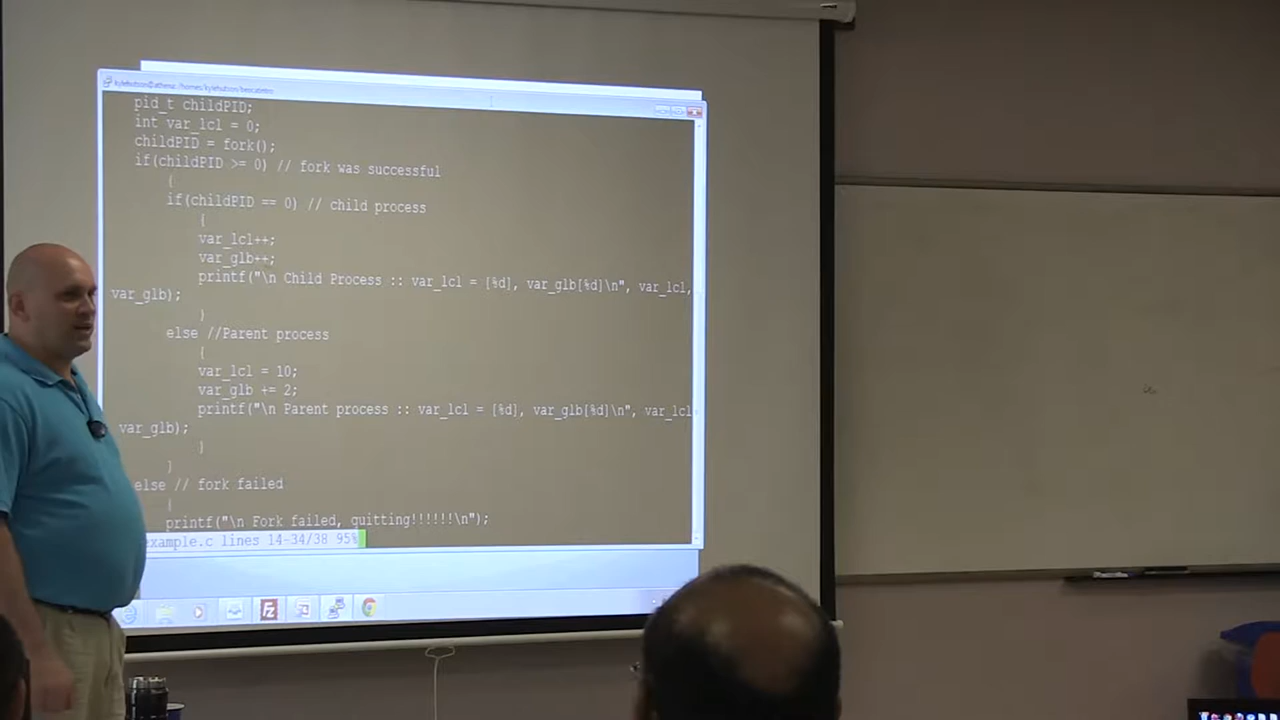 pid_t childPID;
int var_lcl = 0;
childPID = fork();
if(childPID >= 0) // fork was successful
{
if(childPID == 0) // child process
{
var_lcl++;
var_glb++;
printf("\n Child Process :: var_lcl = [%d], var_glb[%d]\n", var_lcl,
var_glb);
}
else //Parent process
{
var_lcl = 10;
var_glb += 2;
printf("\n Parent process :: var_lcl = [%d], var_glb[%d]\n", var_lcl
var_glb);
}
}
else // fork failed
{
printf("\n Fork failed, quitting!!!!!!\n");
example.c lines 14-34/38 95%
FZ